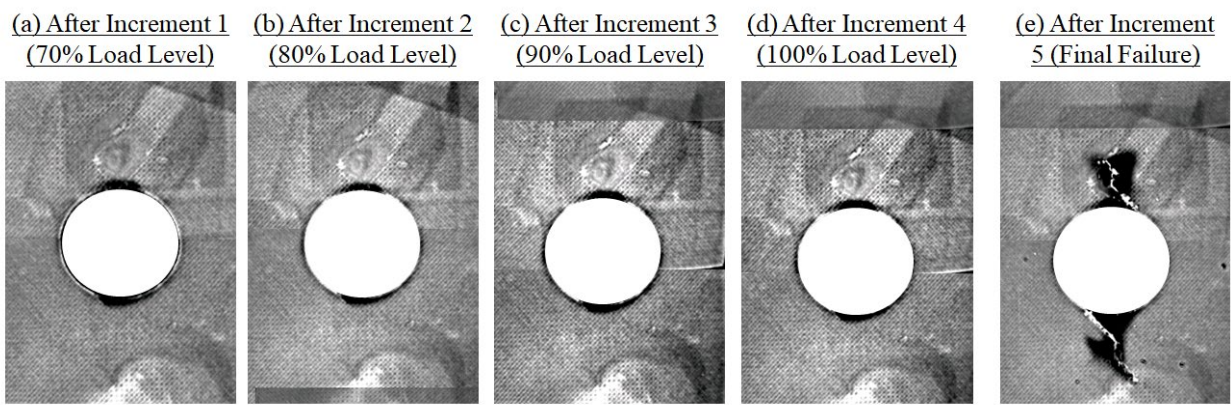 (a) After Increment 1
(70% Load Level)
(b) After Increment 2
(80% Load Level)
(c) After Increment 3
(90% Load Level)
(d) After Increment 4
(100% Load Level)
(e) After Increment
5 (Final Failure)